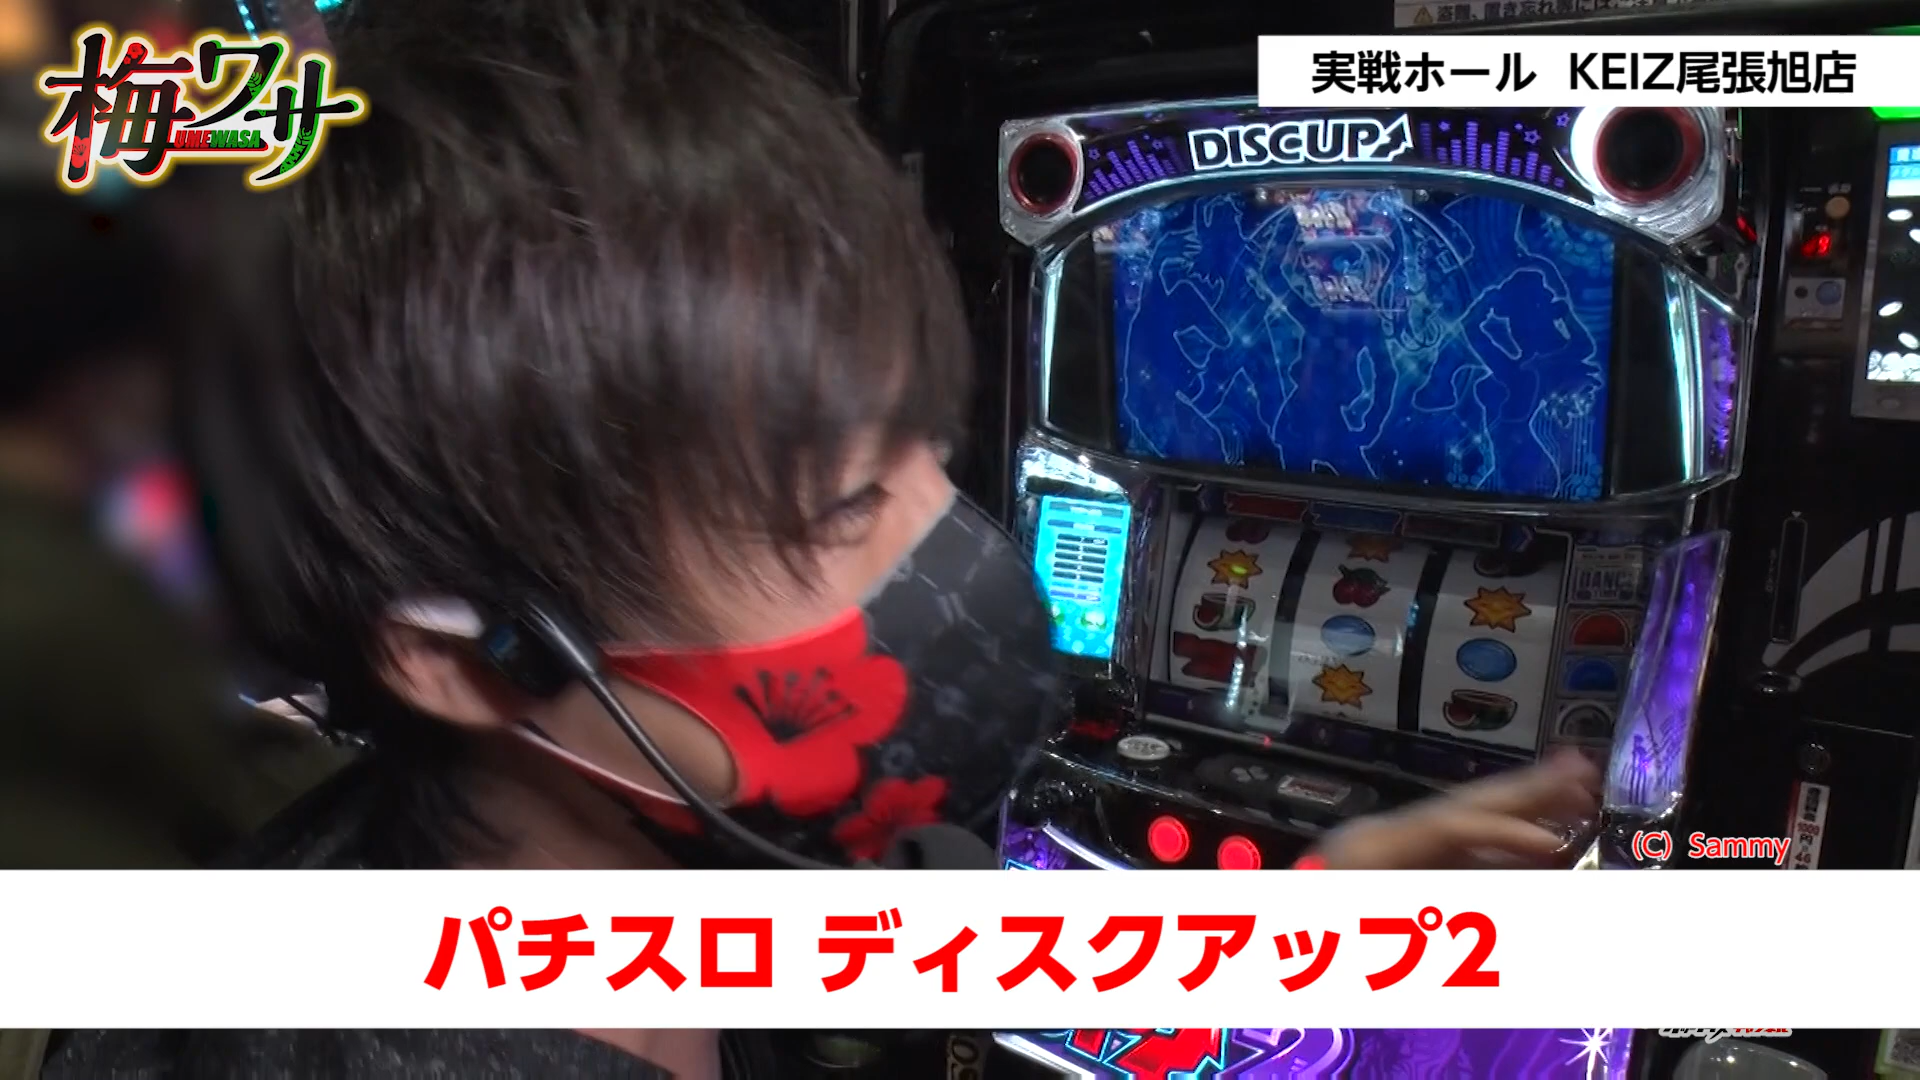 梅ワサ
UMEWASA
実戦ホール KEIZ尾張旭店
DISCUP
(C) Sammy
パチスロ ディスクアップ2